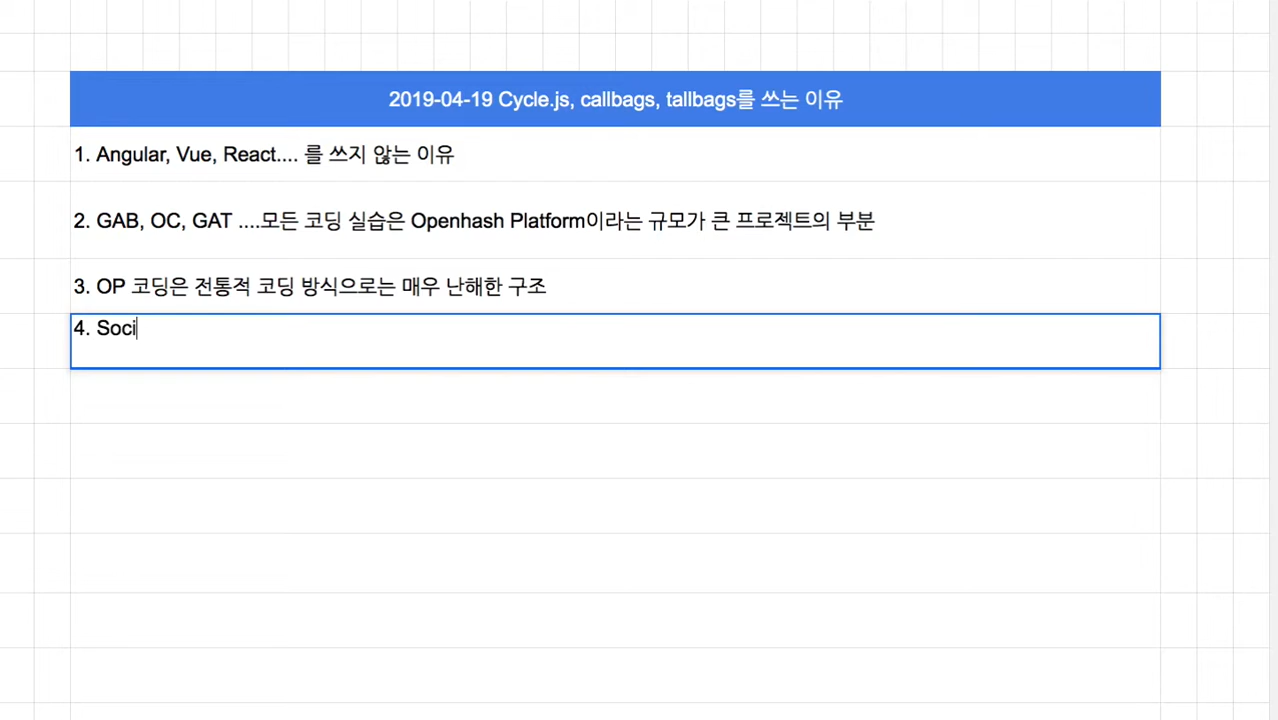 2019-04-19 Cycle.js, callbags, tallbags를 쓰는 이유
1. Angular, Vue, React.... 를 쓰지 않는 이유
2. GAB, OC, GAT ....모든 코딩 실습은 Openhash Platform이라는 규모가 큰 프로젝트의 부분
3. OP 코딩은 전통적 코딩 방식으로는 매우 난해한 구조
4. Soci